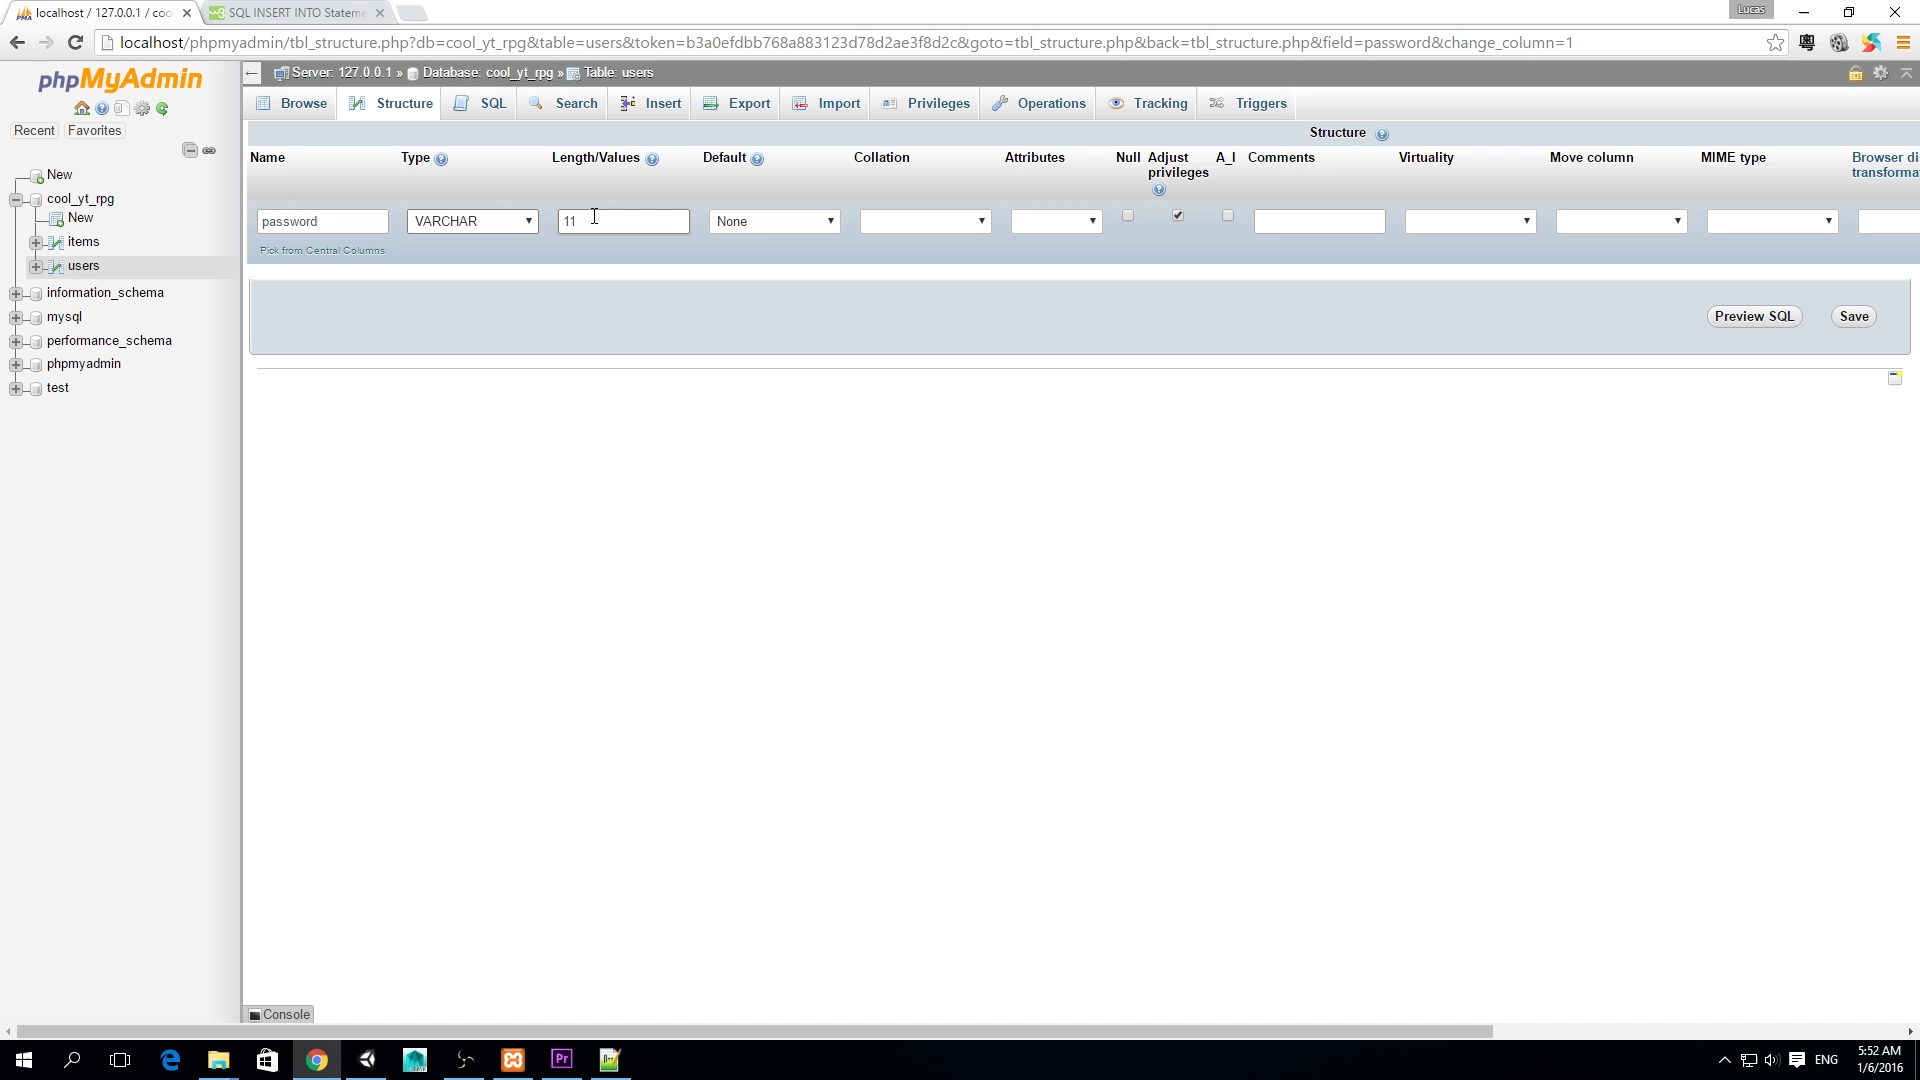 localhost / 127.0.0.1 / coo
SQL INSERT INTO Stateme
Lucas
localhost/phpmyadmin/tbl_structure.php?db=cool_yt_rpg&table=users&token=b3a0efdbb768a883123d78d2ae3f8d2c&goto=tbl_structure.php&back=tbl_structure.php&field=password&change_column=1
phpMyAdmin
Recent Favorites
New
cool_yt_rpg
New
items
users
information_schema
mysql
performance_schema
phpmyadmin
test
Server: 127.0.0.1 » Database: cool_yt_rpg » Table: users
Browse Structure SQL Search Insert Export Import Privileges Operations Tracking Triggers
Structure
Name Type Length/Values Default Collation Attributes Null Adjust privileges A_I Comments Virtuality Move column MIME type Browser di
transforma
password VARCHAR 11 None
Pick from Central Columns
Preview SQL Save
Console
Pr
ENG
5:52 AM
1/6/2016